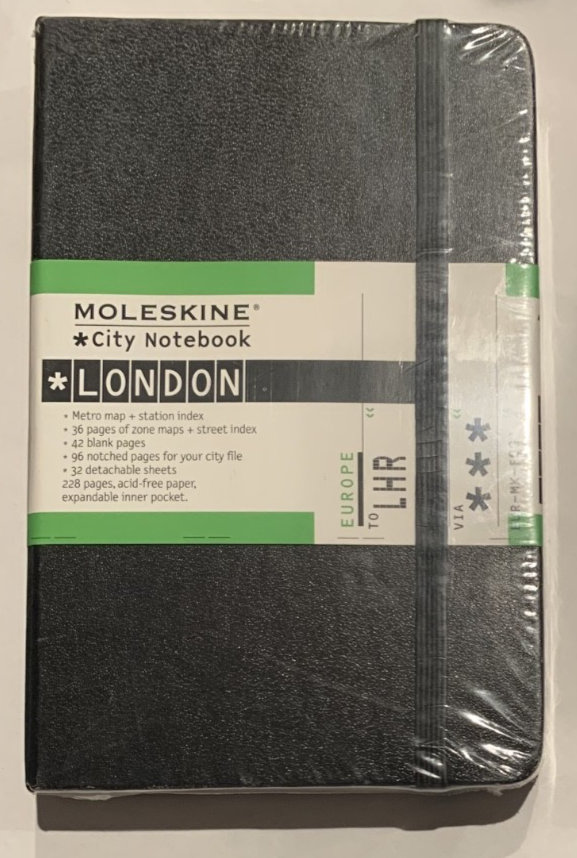 MOLESKINE®
*City Notebook
*LONDON
• Metro map + station index
• 36 pages of zone maps + street index
• 42 blank pages
• 96 notched pages for your city file
• 32 detachable sheets
228 pages, acid-free paper,
expandable inner pocket.
EUROPE
TO LHR
‹‹
VIA
***
‹‹